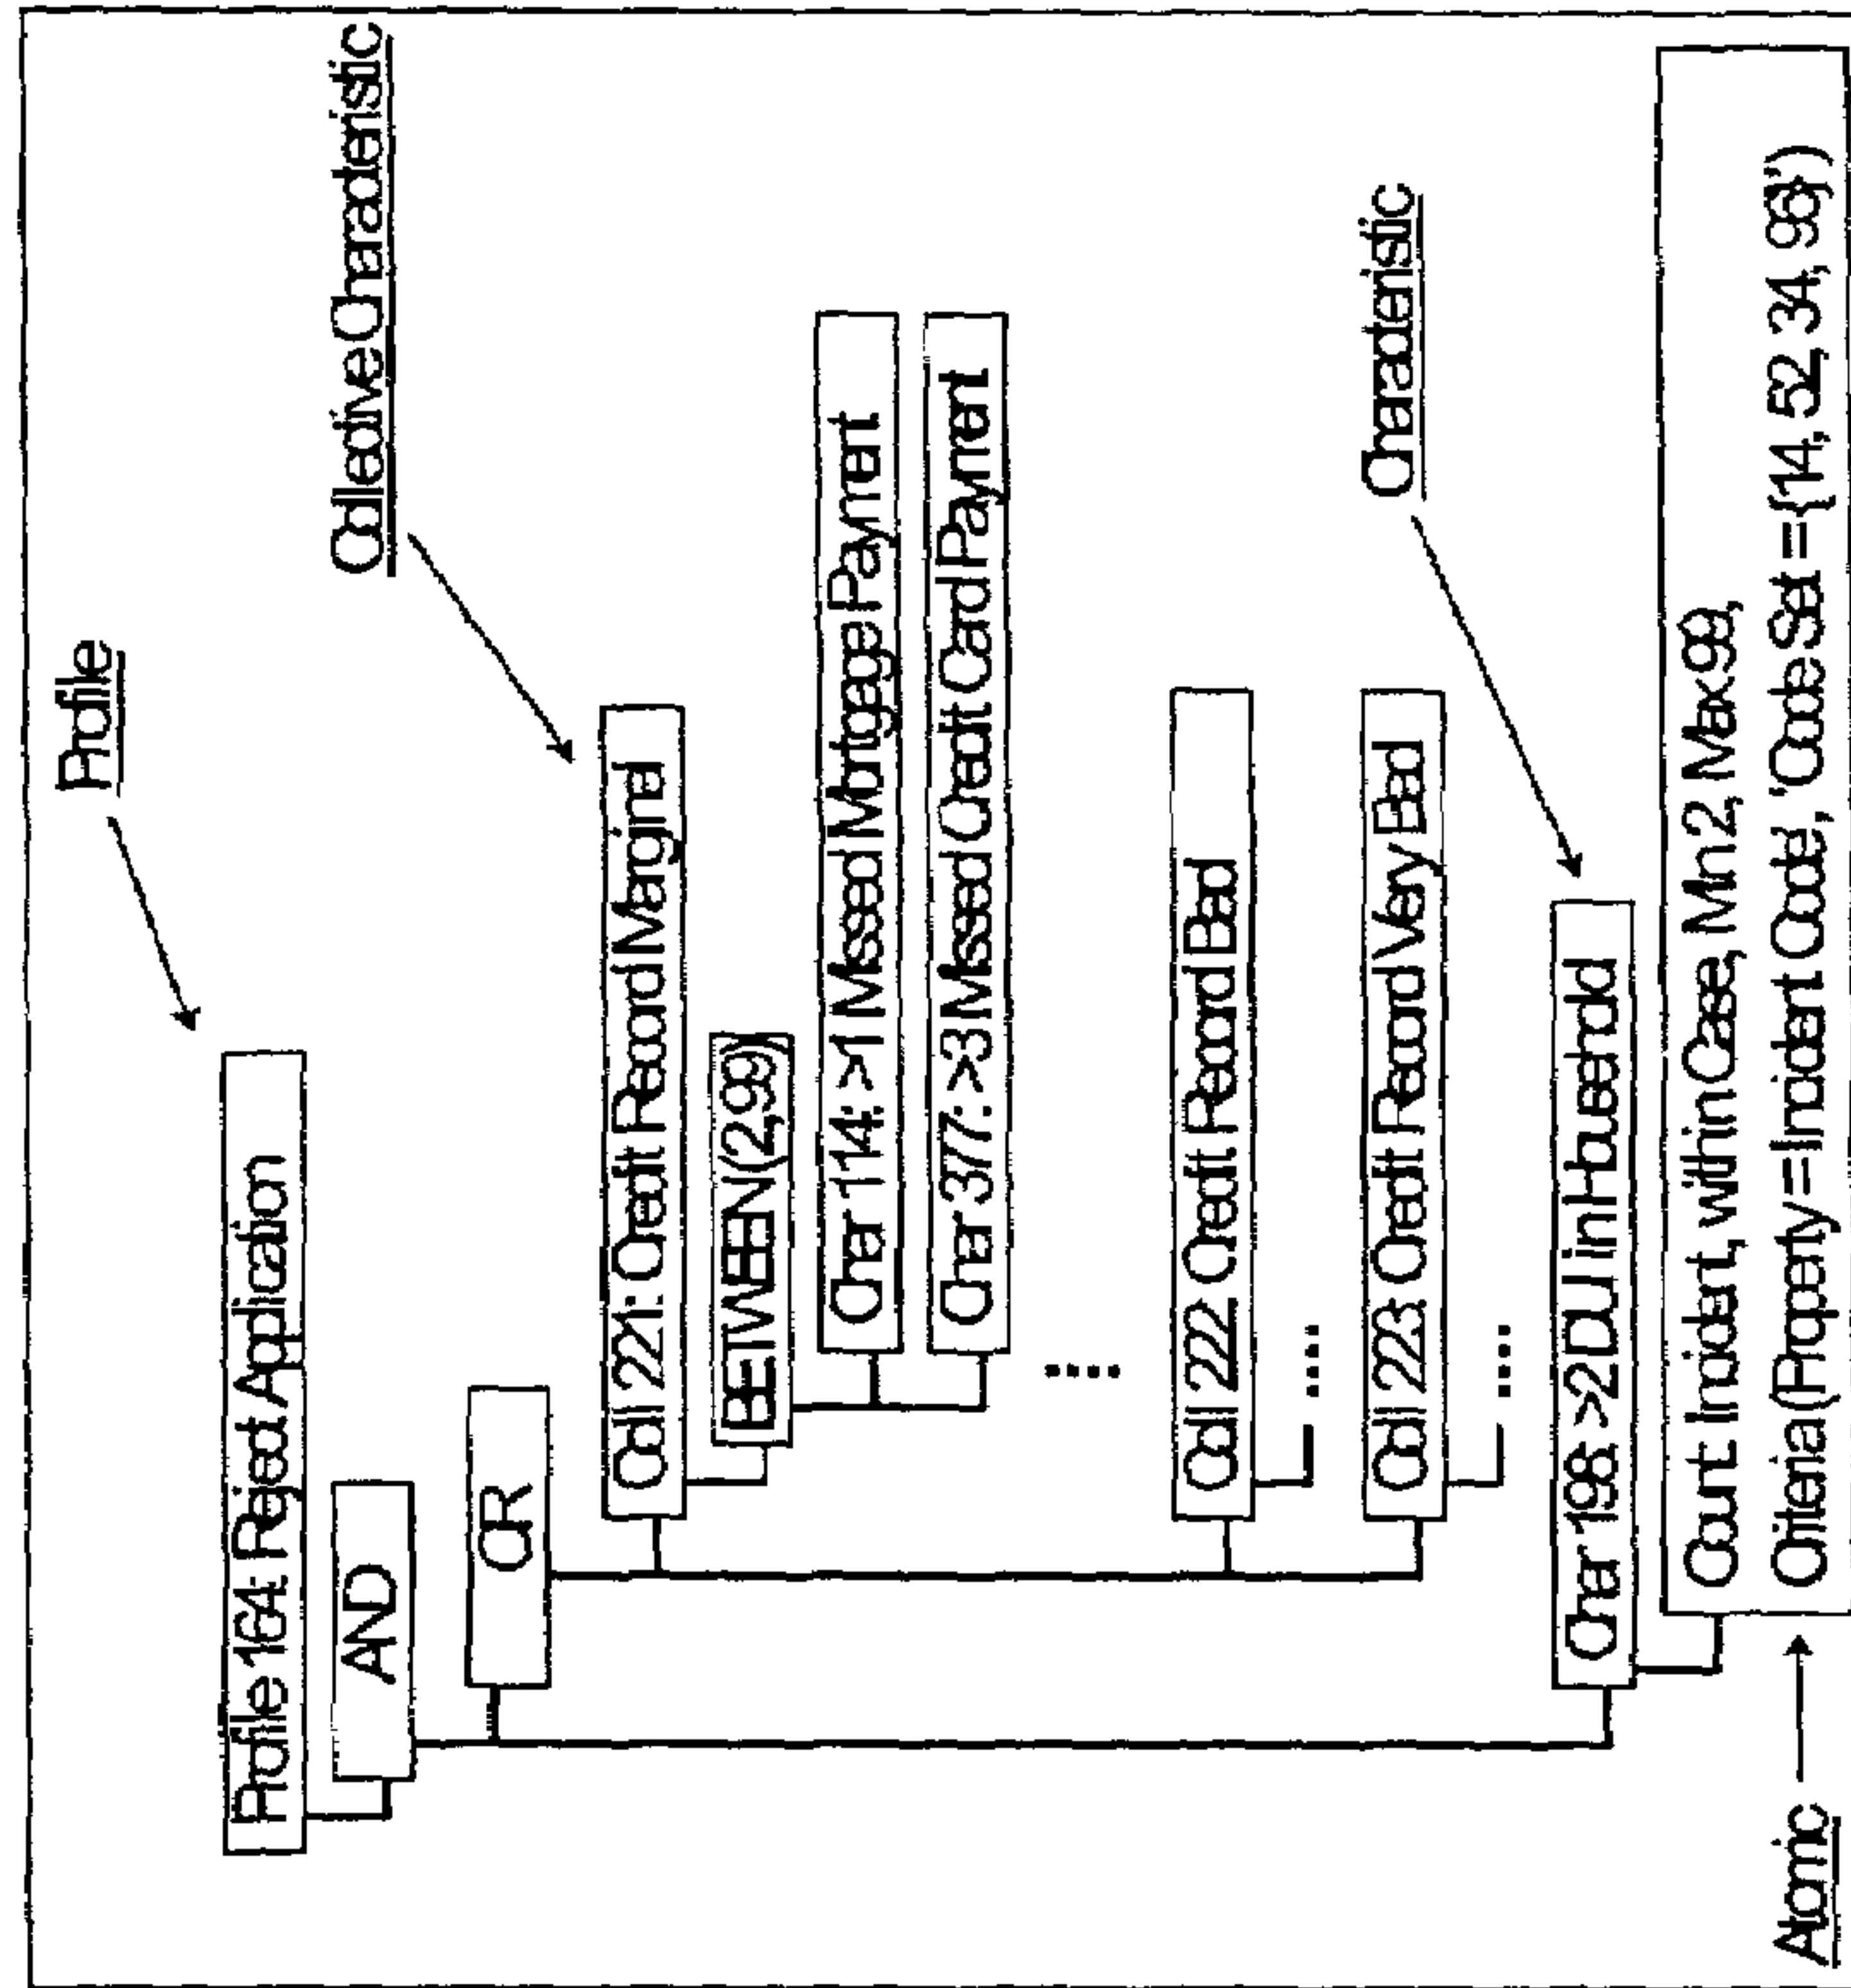 Profile
Collective Characteristic
Profile 164: Reject Application
AND
OR
Coll 221: Credit Record Marginal
BETWEEN(2,99)
Char 114: >1 Missed Mortgage Payment
Char 377: >3 Missed Credit Card Payment
Coll 222: Credit Record Bad
Coll 223: Credit Record Very Bad
Characteristic
Char 198: >2 DUI in Household
Atomic
Count Incident, within Case, Min 2, Max 99,
Criteria (Property=Incident Code', 'Code Set = {14, 52, 34, 98}')